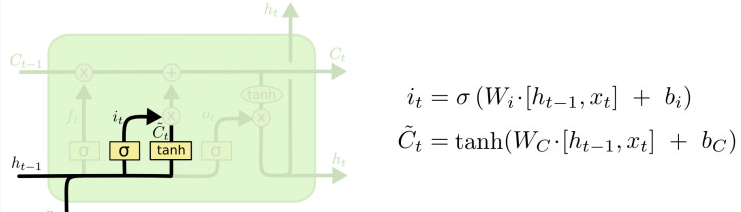 h_t
C_{t-1}
C_t
tanh
f_t
i_t
o_t
C̃_t
σ
σ
tanh
σ
h_{t-1}
h_t
i_t = σ (W_i·[h_{t-1}, x_t] + b_i)
C̃_t = tanh(W_C·[h_{t-1}, x_t] + b_C)